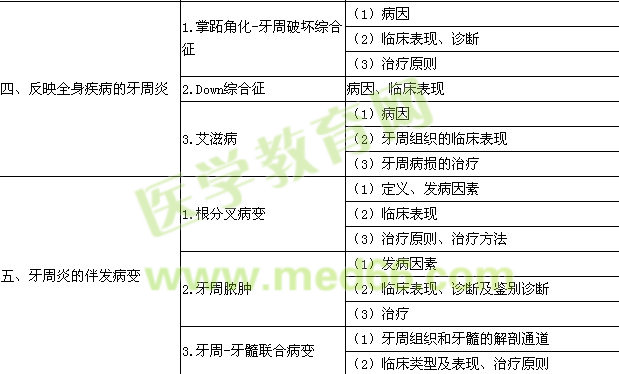 四、反映全身疾病的牙周炎
1.掌跖角化-牙周破坏综合
征
（1）病因
（2）临床表现、诊断
（3）治疗原则
2.Down综合征
病因、临床表现
3.艾滋病
（1）病因
（2）牙周组织的临床表现
（3）牙周病损的治疗
五、牙周炎的伴发病变
1.根分叉病变
（1）定义、发病因素
（2）临床表现
（3）治疗原则、治疗方法
2.牙周脓肿
（1）发病因素
（2）临床表现、诊断及鉴别诊断
（3）治疗
3.牙周-牙髓联合病变
（1）牙周组织和牙髓的解剖通道
（2）临床类型及表现、治疗原则
医学教育网
www.med66.com